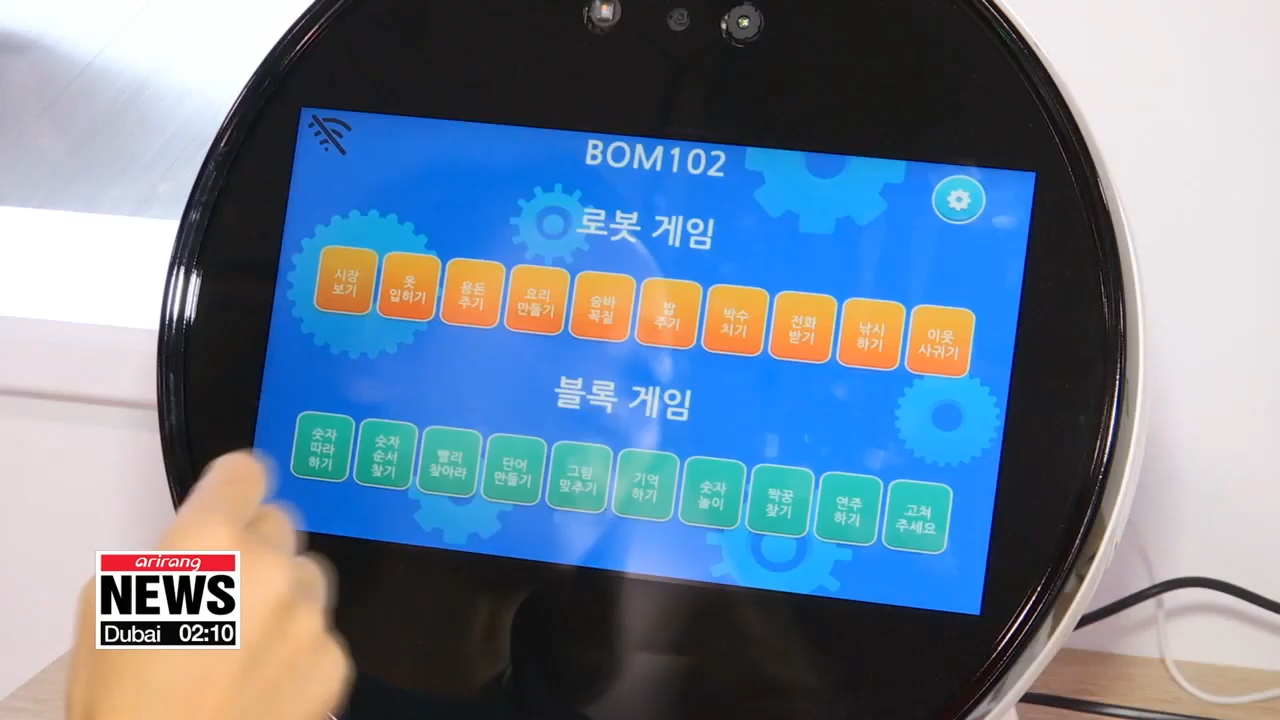 BOM102
로봇 게임
시장
보기
옷
입히기
용돈
주기
요리
만들기
숨바
꼭질
밥
주기
박수
치기
전화
받기
낚시
하기
이웃
사귀기
블록 게임
숫자
따라
하기
숫자
순서
찾기
빨리
찾아라
단어
만들기
그림
맞추기
기억
하기
숫자
놀이
짝꿍
찾기
연주
하기
고쳐
주세요
arirang
NEWS
Dubai 02:10